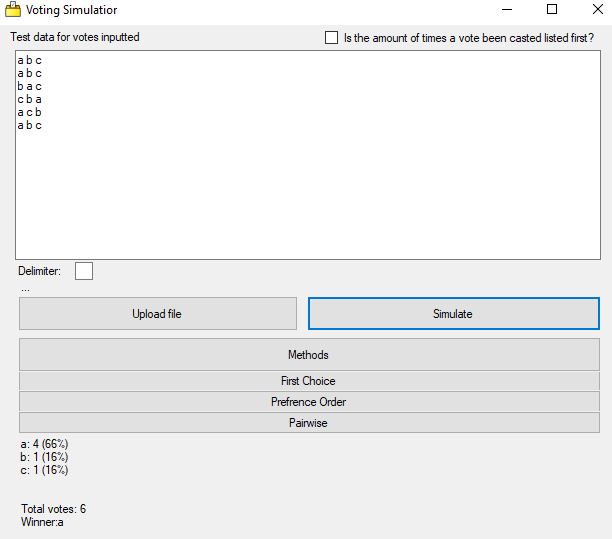 Voting Simulatior
Test data for votes inputted
Is the amount of times a vote been casted listed first?
a b c
a b c
b a c
c b a
a c b
a b c
Delimiter:
...
Upload file
Simulate
Methods
First Choice
Prefrence Order
Pairwise
a: 4 (66%)
b: 1 (16%)
c: 1 (16%)
Total votes: 6
Winner:a